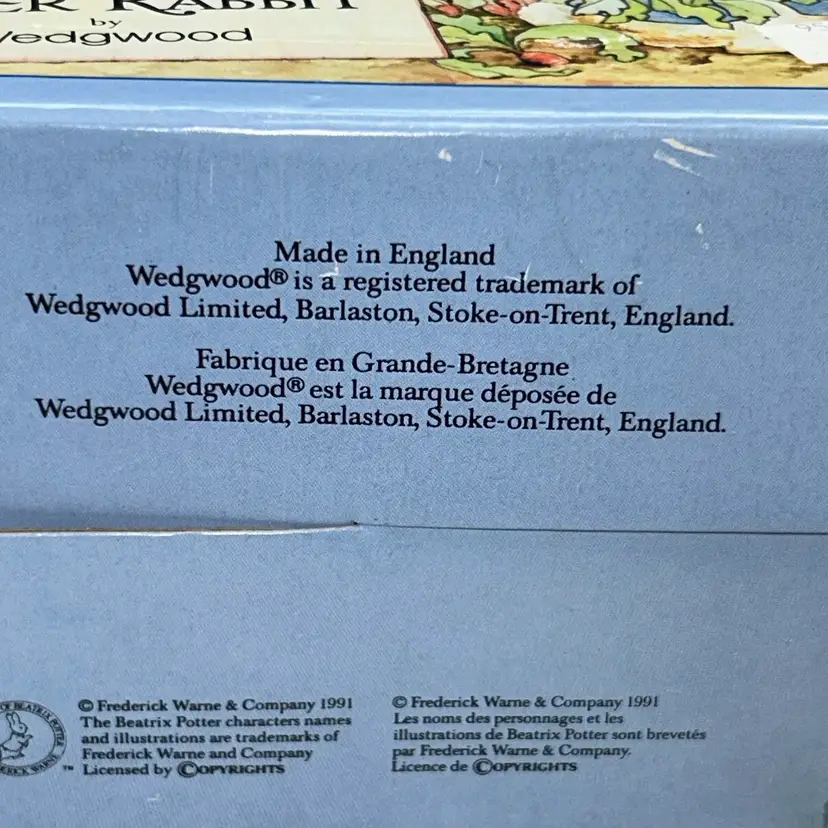 RABBIT
by
Wedgwood
Made in England
Wedgwood® is a registered trademark of
Wedgwood Limited, Barlaston, Stoke-on-Trent, England.
Fabrique en Grande-Bretagne
Wedgwood® est la marque déposée de
Wedgwood Limited, Barlaston, Stoke-on-Trent, England.
© Frederick Warne & Company 1991
The Beatrix Potter characters names
and illustrations are trademarks of
Frederick Warne and Company
™ Licensed by ©OPYRIGHTS
© Frederick Warne & Company 1991
Les noms des personnages et les
illustrations de Beatrix Potter sont brevetés
par Frederick Warne & Company.
Licence de ©OPYRIGHTS